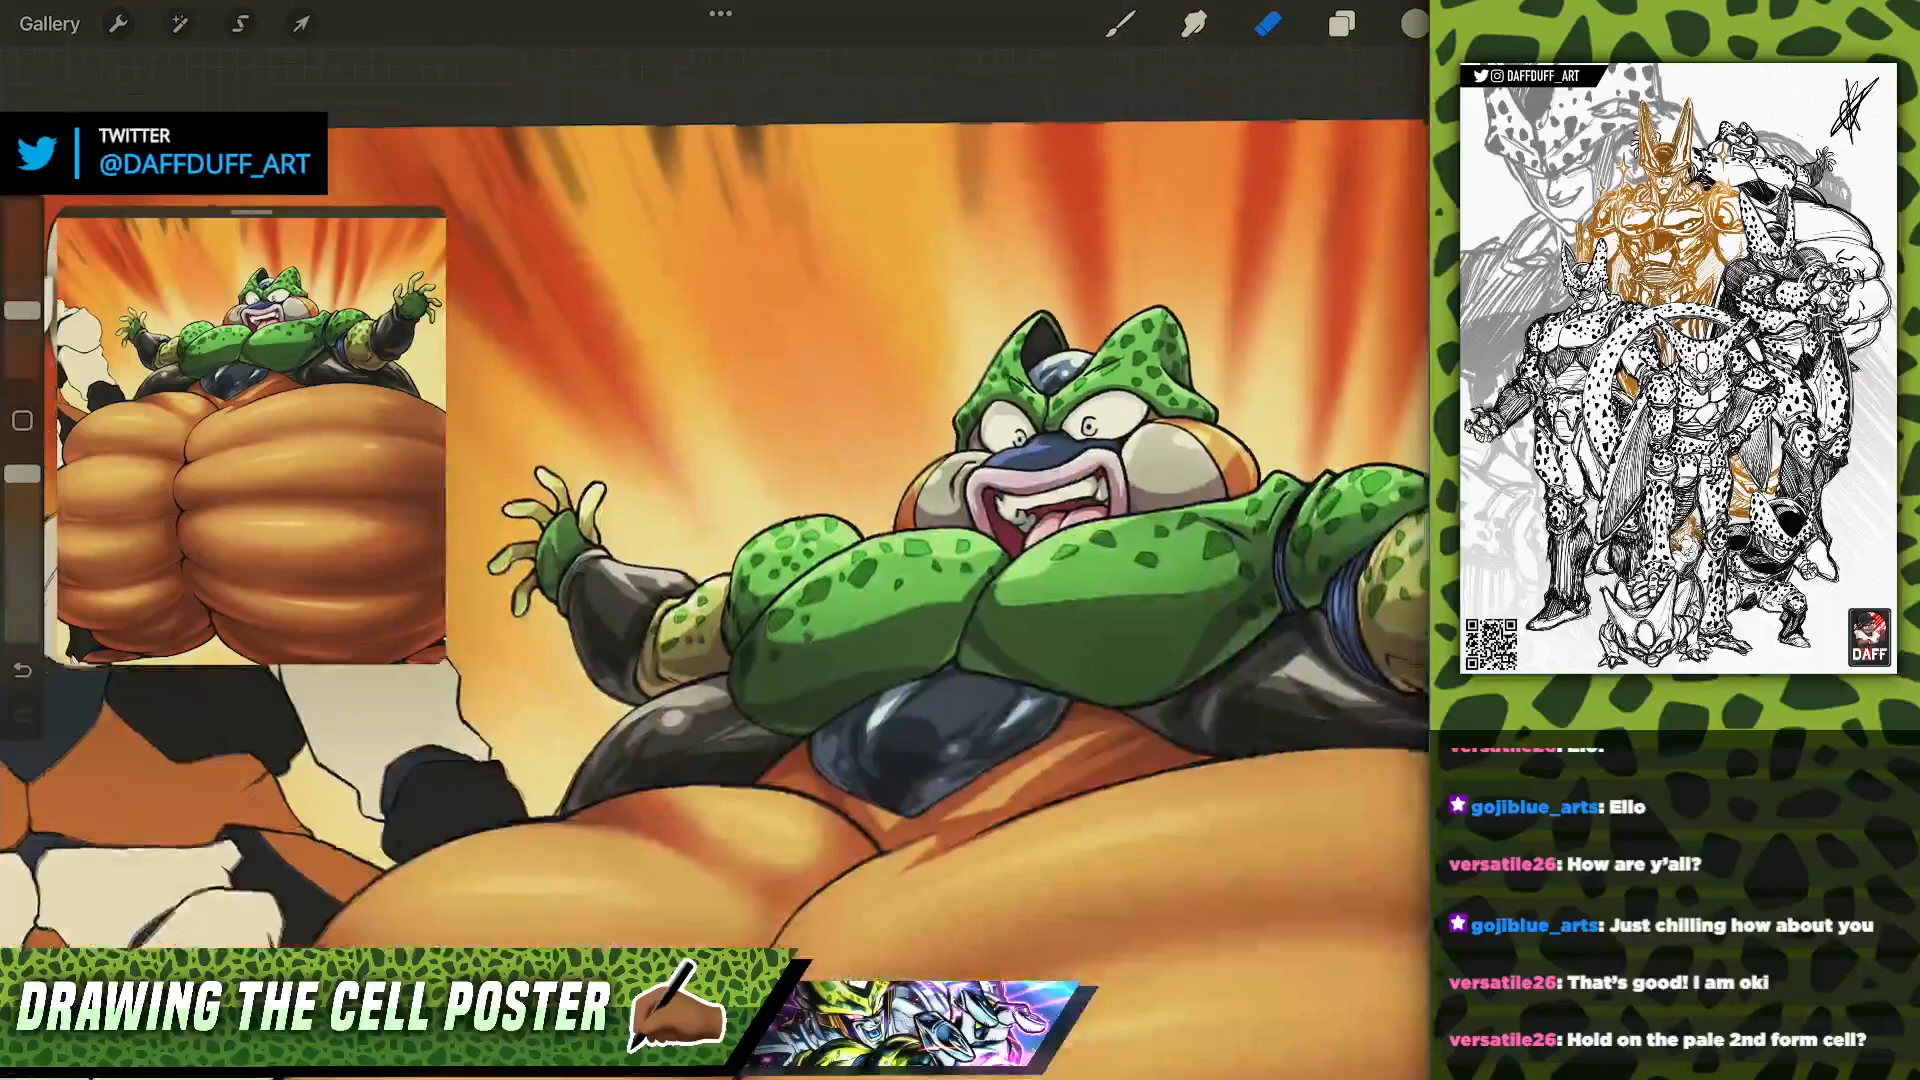 Gallery
TWITTER
@DAFFDUFF_ART
DAFFDUFF_ART
DAFF
gojiblue_arts: Ello
versatile26: How are y'all?
gojiblue_arts: Just chilling how about you
versatile26: That's good! I am oki
versatile26: Hold on the pale 2nd form cell?
DRAWING THE CELL POSTER